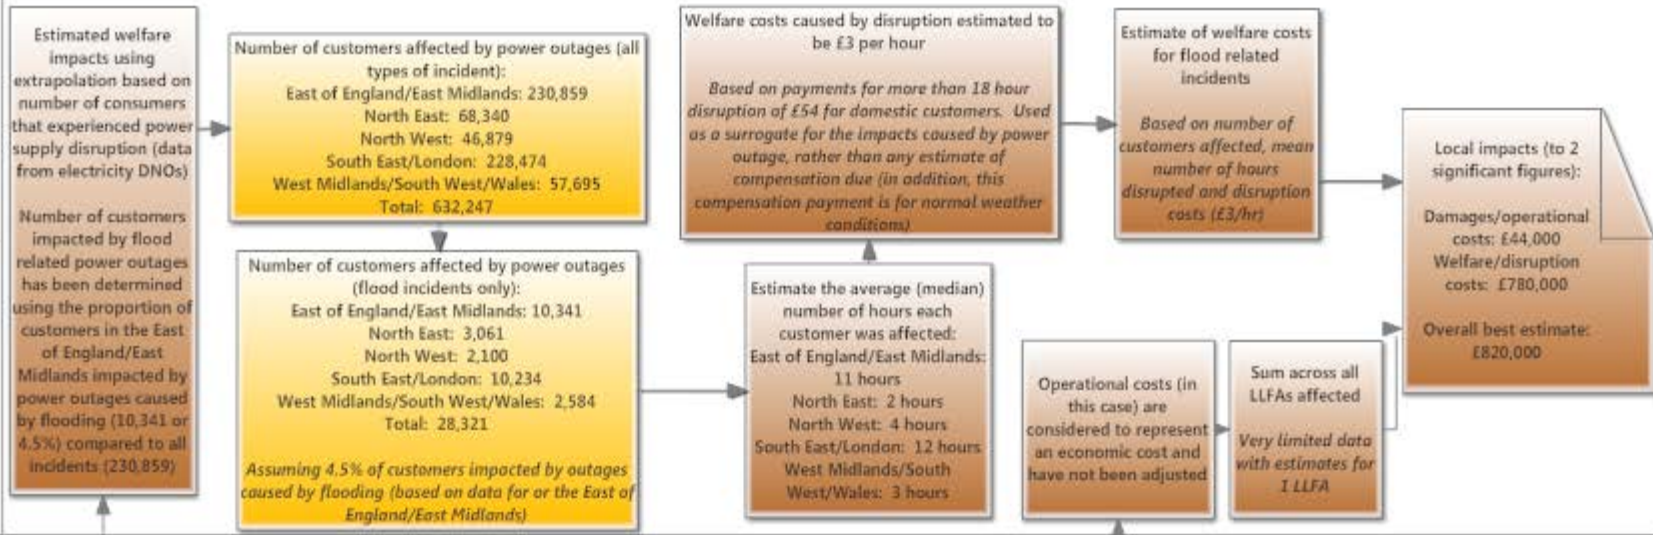 Estimated welfare
impacts using
extrapolation based on
number of consumers
that experienced power
supply disruption (data
from electricity DNOs)
Number of customers
impacted by flood
related power outages
has been determined
using the proportion of
customers in the East
of England/East
Midlands impacted by
power outages caused
by flooding (10,341 or
4.5%) compared to all
incidents (230,859)
Number of customers affected by power outages (all
types of incident):
East of England/East Midlands: 230,859
North East: 68,340
North West: 46,879
South East/London: 228,474
West Midlands/South West/Wales: 57,695
Total: 632,247
Number of customers affected by power outages
(flood incidents only):
East of England/East Midlands: 10,341
North East: 3,061
North West: 2,100
South East/London: 10,234
West Midlands/South West/Wales: 2,584
Total: 28,321
Assuming 4.5% of customers impacted by outages
caused by flooding (based on data for or the East of
England/East Midlands)
Welfare costs caused by disruption estimated to
be £3 per hour
Based on payments for more than 18 hour
disruption of £54 for domestic customers. Used
as a surrogate for the impacts caused by power
outage, rather than any estimate of
compensation due (in addition, this
compensation payment is for normal weather
conditions)
Estimate the average (median)
number of hours each
customer was affected:
East of England/East Midlands:
11 hours
North East: 2 hours
North West: 4 hours
South East/London: 12 hours
West Midlands/South
West/Wales: 3 hours
Estimate of welfare costs
for flood related
incidents
Based on number of
customers affected, mean
number of hours
disrupted and disruption
costs (£3/hr)
Operational costs (in
this case) are
considered to represent
an economic cost and
have not been adjusted
Sum across all
LLFAs affected
Very limited data
with estimates for
1 LLFA
Local impacts (to 2
significant figures):
Damages/operational
costs: £44,000
Welfare/disruption
costs: £780,000
Overall best estimate:
£820,000